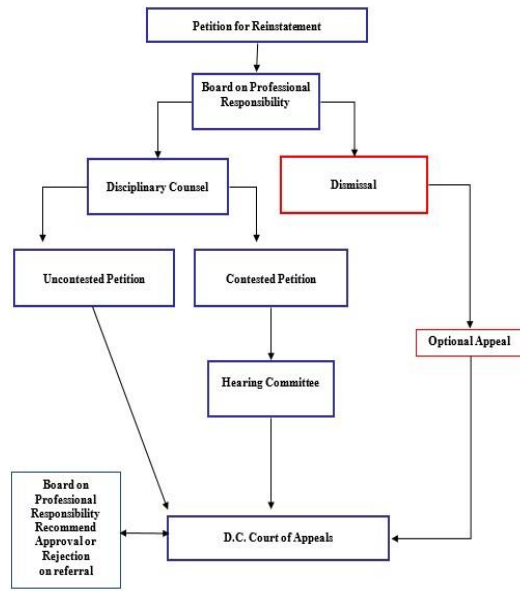 Petition for Reinstatement
Board on Professional
Responsibility
Disciplinary Counsel
Dismissal
Uncontested Petition
Contested Petition
Optional Appeal
Hearing Committee
Board on
Professional
Responsibility
Recommend
Approval or
Rejection
on referral
D.C. Court of Appeals